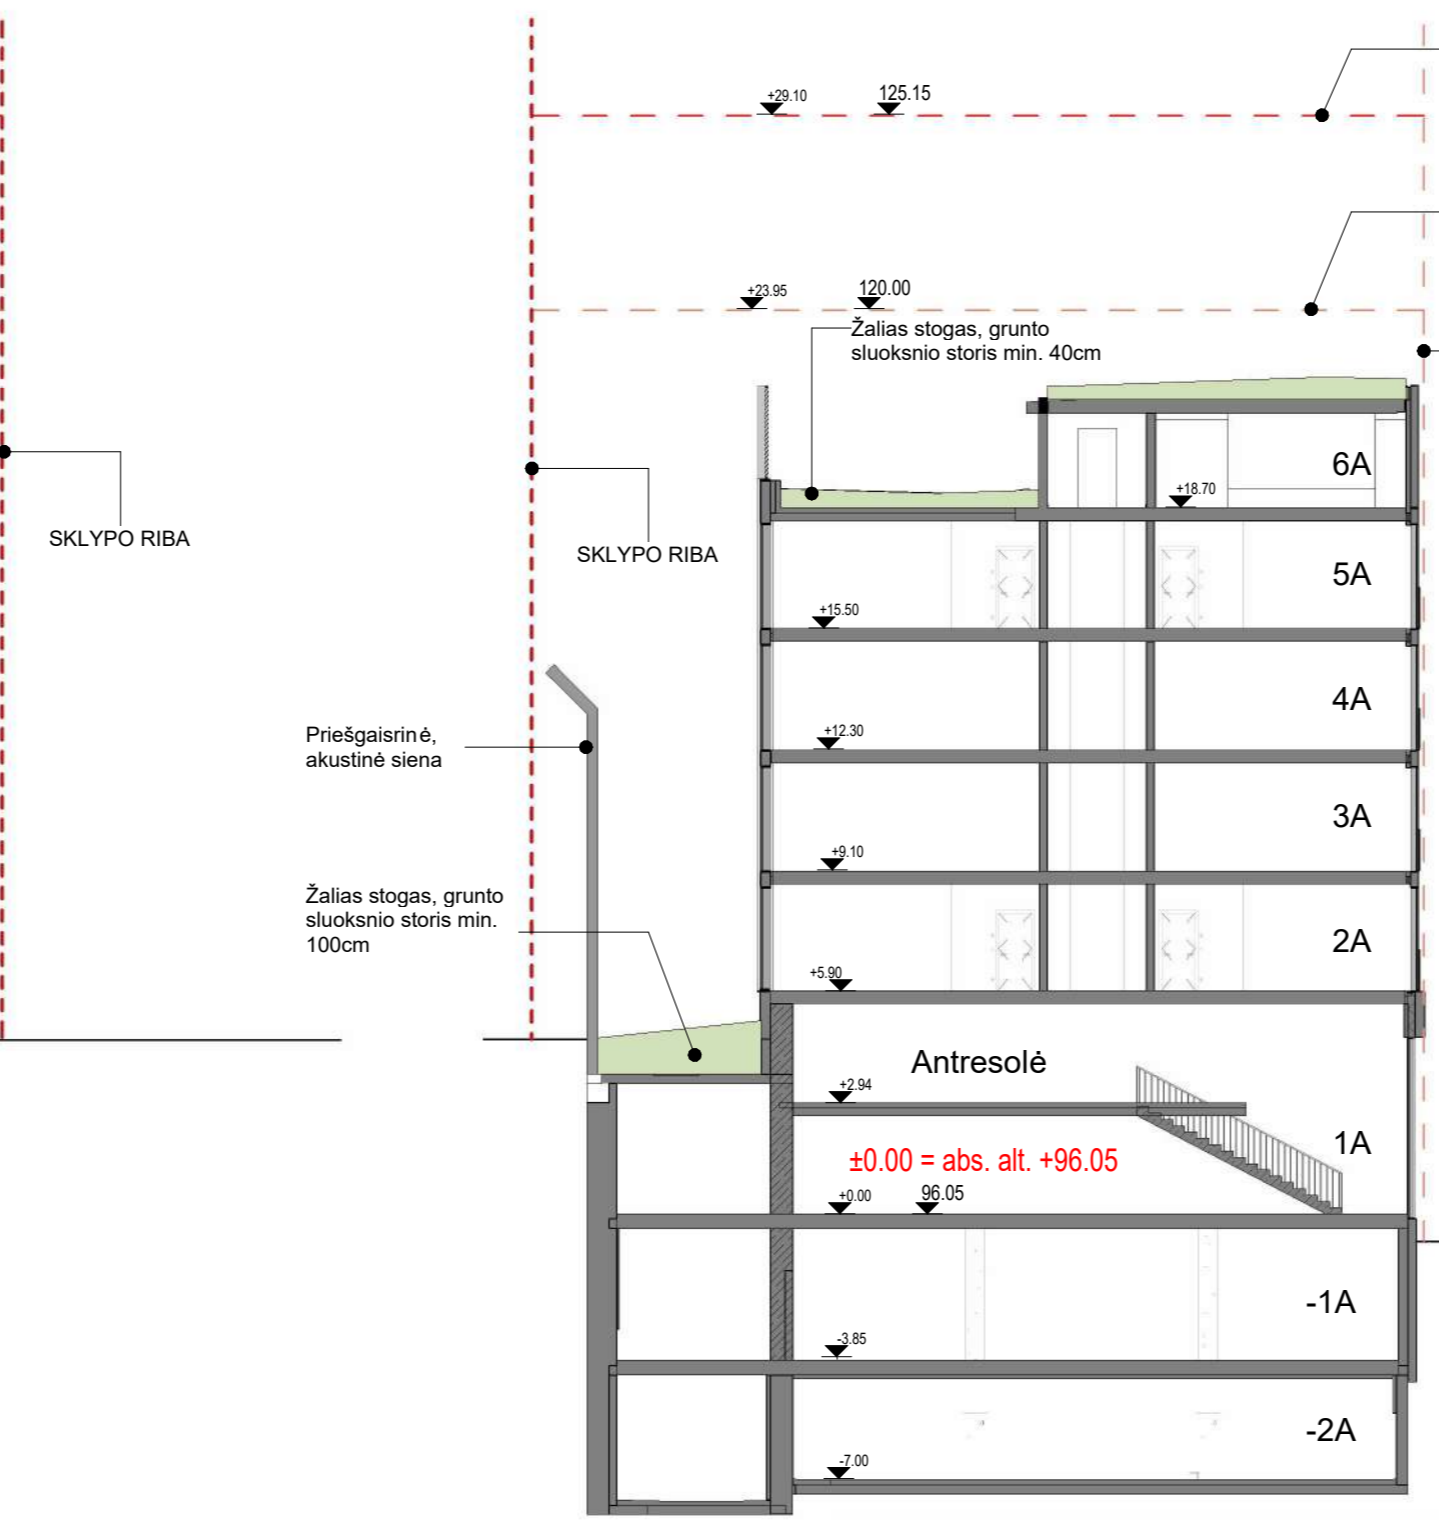 +29.10 125.15
+23.95 120.00
Žalias stogas, grunto
sluoksnio storis min. 40cm
6A
+18.70
SKLYPO RIBA
SKLYPO RIBA
5A
+15.50
4A
+12.30
Priešgaisrinė,
akustinė siena
3A
+9.10
Žalias stogas, grunto
sluoksnio storis min.
100cm
2A
+5.90
Antresolė
+2.94
1A
±0.00 = abs. alt. +96.05
+0.00 96.05
-1A
-3.85
-2A
-7.00